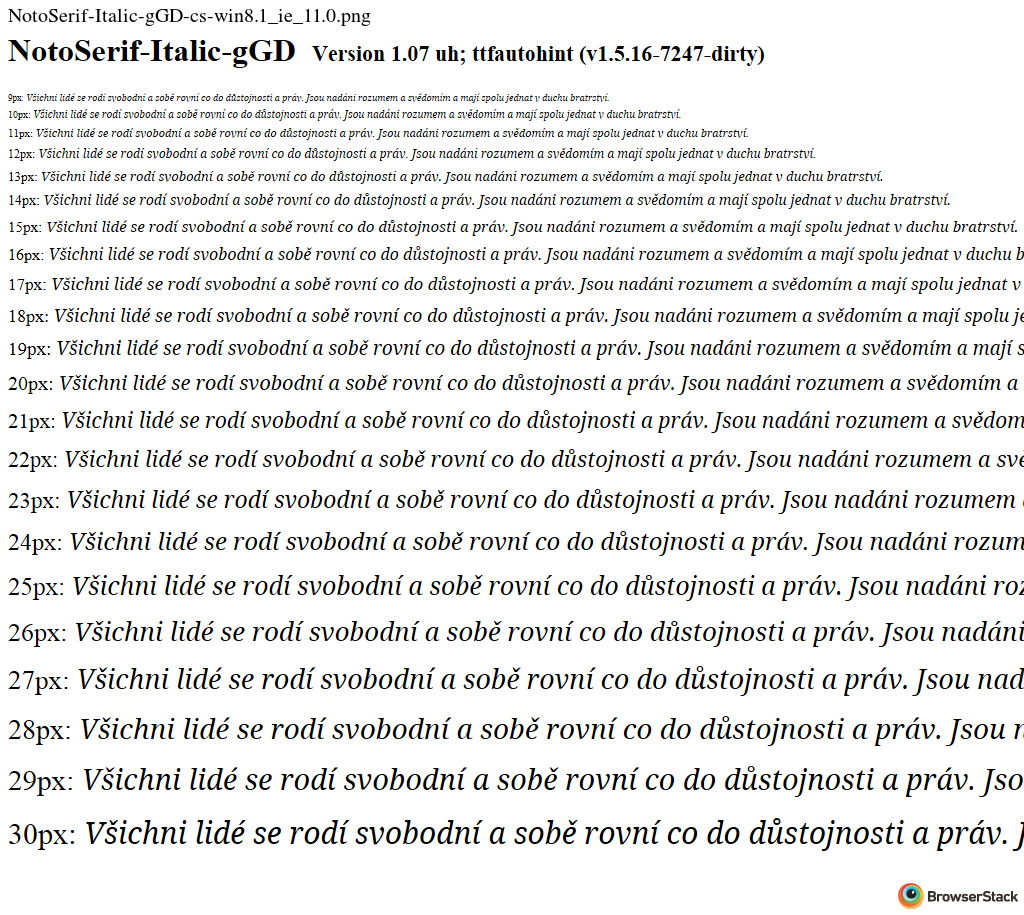 NotoSerif-Italic-gGD-cs-win8.1_ie_11.0.png
NotoSerif-Italic-gGD Version 1.07 uh; ttfautohint (v1.5.16-7247-dirty)
9px: Všichni lidé se rodí svobodní a sobě rovní co do důstojnosti a práv. Jsou nadáni rozumem a svědomím a mají spolu jednat v duchu bratrství.
10px: Všichni lidé se rodí svobodní a sobě rovní co do důstojnosti a práv. Jsou nadáni rozumem a svědomím a mají spolu jednat v duchu bratrství.
11px: Všichni lidé se rodí svobodní a sobě rovní co do důstojnosti a práv. Jsou nadáni rozumem a svědomím a mají spolu jednat v duchu bratrství.
12px: Všichni lidé se rodí svobodní a sobě rovní co do důstojnosti a práv. Jsou nadáni rozumem a svědomím a mají spolu jednat v duchu bratrství.
13px: Všichni lidé se rodí svobodní a sobě rovní co do důstojnosti a práv. Jsou nadáni rozumem a svědomím a mají spolu jednat v duchu bratrství.
14px: Všichni lidé se rodí svobodní a sobě rovní co do důstojnosti a práv. Jsou nadáni rozumem a svědomím a mají spolu jednat v duchu bratrství.
15px: Všichni lidé se rodí svobodní a sobě rovní co do důstojnosti a práv. Jsou nadáni rozumem a svědomím a mají spolu jednat v duchu bratrství.
16px: Všichni lidé se rodí svobodní a sobě rovní co do důstojnosti a práv. Jsou nadáni rozumem a svědomím a mají spolu jednat v duchu b
17px: Všichni lidé se rodí svobodní a sobě rovní co do důstojnosti a práv. Jsou nadáni rozumem a svědomím a mají spolu jednat v
18px: Všichni lidé se rodí svobodní a sobě rovní co do důstojnosti a práv. Jsou nadáni rozumem a svědomím a mají spolu je
19px: Všichni lidé se rodí svobodní a sobě rovní co do důstojnosti a práv. Jsou nadáni rozumem a svědomím a mají s
20px: Všichni lidé se rodí svobodní a sobě rovní co do důstojnosti a práv. Jsou nadáni rozumem a svědomím a
21px: Všichni lidé se rodí svobodní a sobě rovní co do důstojnosti a práv. Jsou nadáni rozumem a svědom
22px: Všichni lidé se rodí svobodní a sobě rovní co do důstojnosti a práv. Jsou nadáni rozumem a svě
23px: Všichni lidé se rodí svobodní a sobě rovní co do důstojnosti a práv. Jsou nadáni rozumem
24px: Všichni lidé se rodí svobodní a sobě rovní co do důstojnosti a práv. Jsou nadáni rozum
25px: Všichni lidé se rodí svobodní a sobě rovní co do důstojnosti a práv. Jsou nadáni roz
26px: Všichni lidé se rodí svobodní a sobě rovní co do důstojnosti a práv. Jsou nadáni
27px: Všichni lidé se rodí svobodní a sobě rovní co do důstojnosti a práv. Jsou nad
28px: Všichni lidé se rodí svobodní a sobě rovní co do důstojnosti a práv. Jsou n
29px: Všichni lidé se rodí svobodní a sobě rovní co do důstojnosti a práv. Jso
30px: Všichni lidé se rodí svobodní a sobě rovní co do důstojnosti a práv. J
BrowserStack